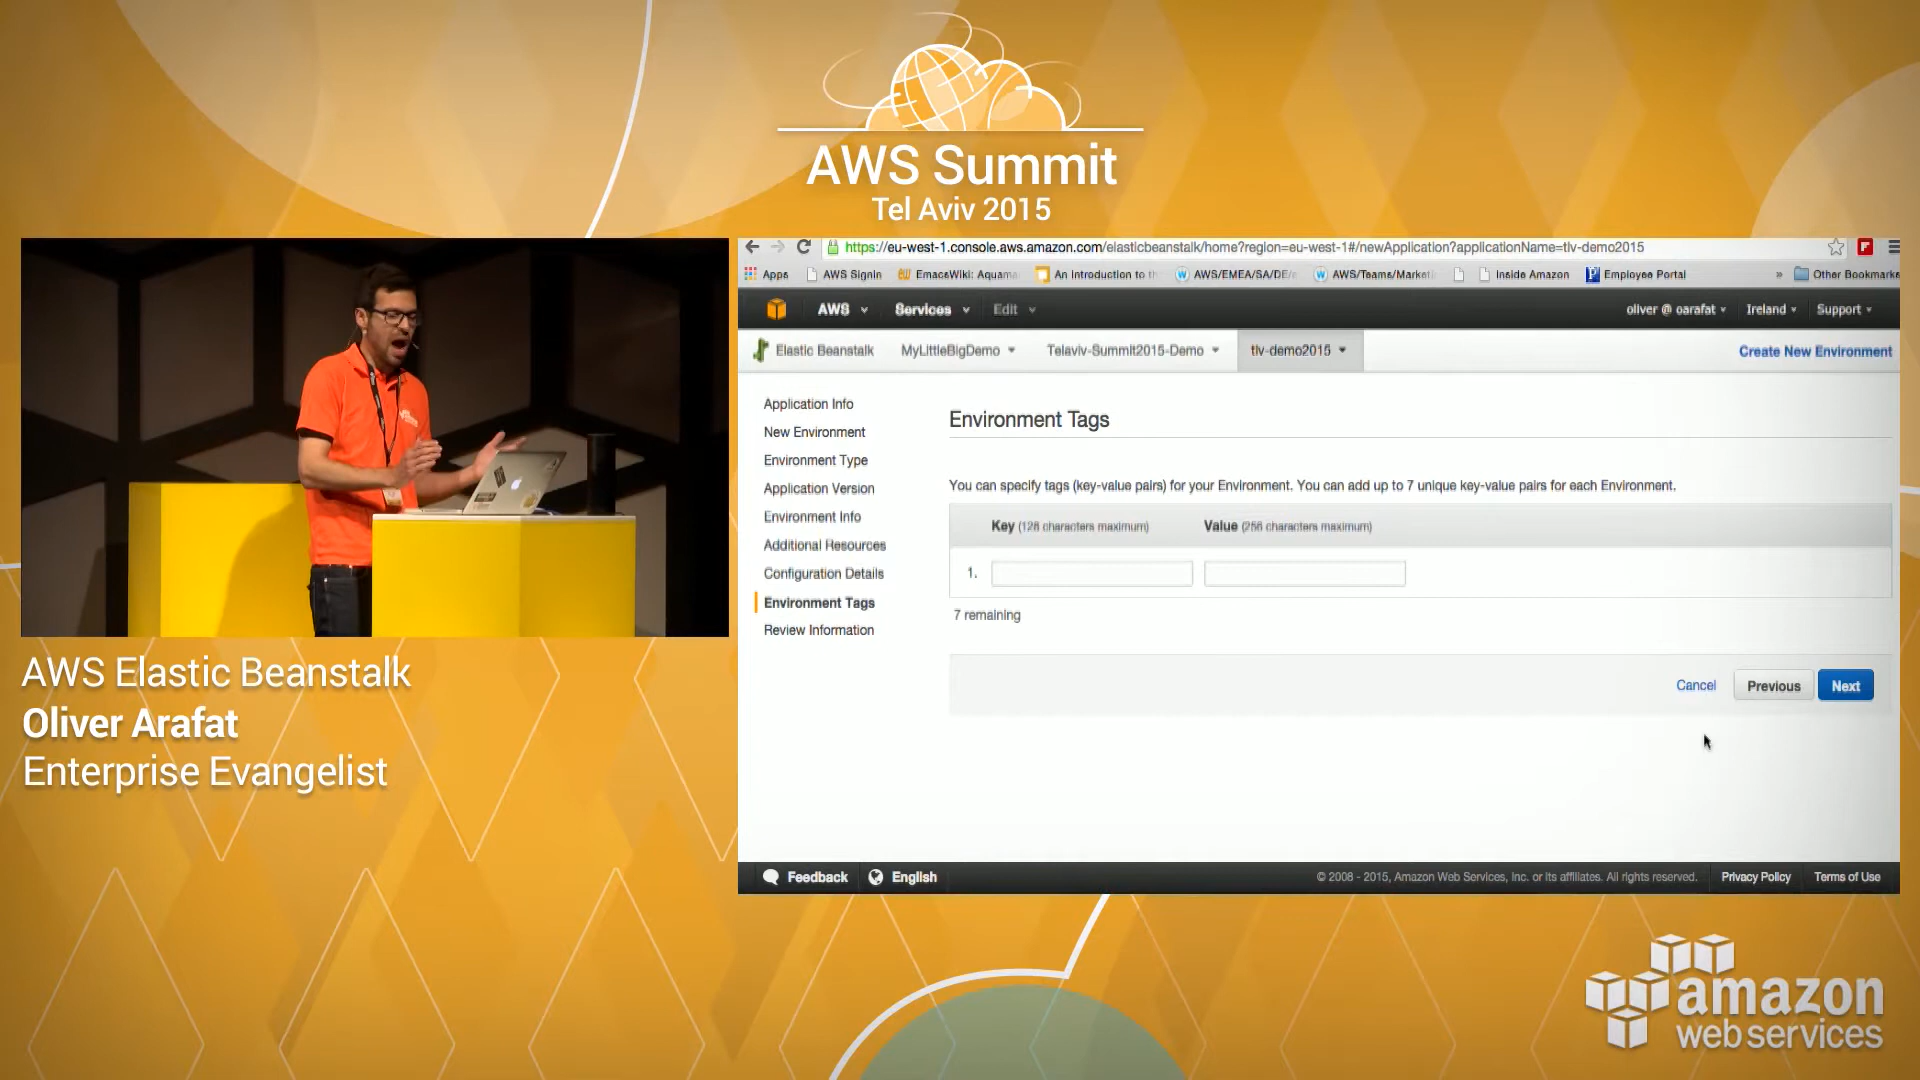 AWS Summit
Tel Aviv 2015
https://eu-west-1.console.aws.amazon.com/elasticbeanstalk/home?region=eu-west-1#/newApplication?applicationName=tlv-demo2015
Apps AWS Signin EmacsWiki: Aquama An Introduction to th AWS/EMEA/SA/DE/ AWS/Teams/Marketi Inside Amazon Employee Portal » Other Bookmarks
AWS Services Edit oliver @ oarafat Ireland Support
Elastic Beanstalk MyLittleBigDemo Telaviv-Summit2015-Demo tlv-demo2015 Create New Environment
Application Info
New Environment
Environment Type
Application Version
Environment Info
Additional Resources
Configuration Details
Environment Tags
Review Information
Environment Tags
You can specify tags (key-value pairs) for your Environment. You can add up to 7 unique key-value pairs for each Environment.
Key (128 characters maximum) Value (256 characters maximum)
1.
7 remaining
Cancel Previous Next
Feedback English © 2008 - 2015, Amazon Web Services, Inc. or its affiliates. All rights reserved. Privacy Policy Terms of Use
AWS Elastic Beanstalk
Oliver Arafat
Enterprise Evangelist
amazon
web services